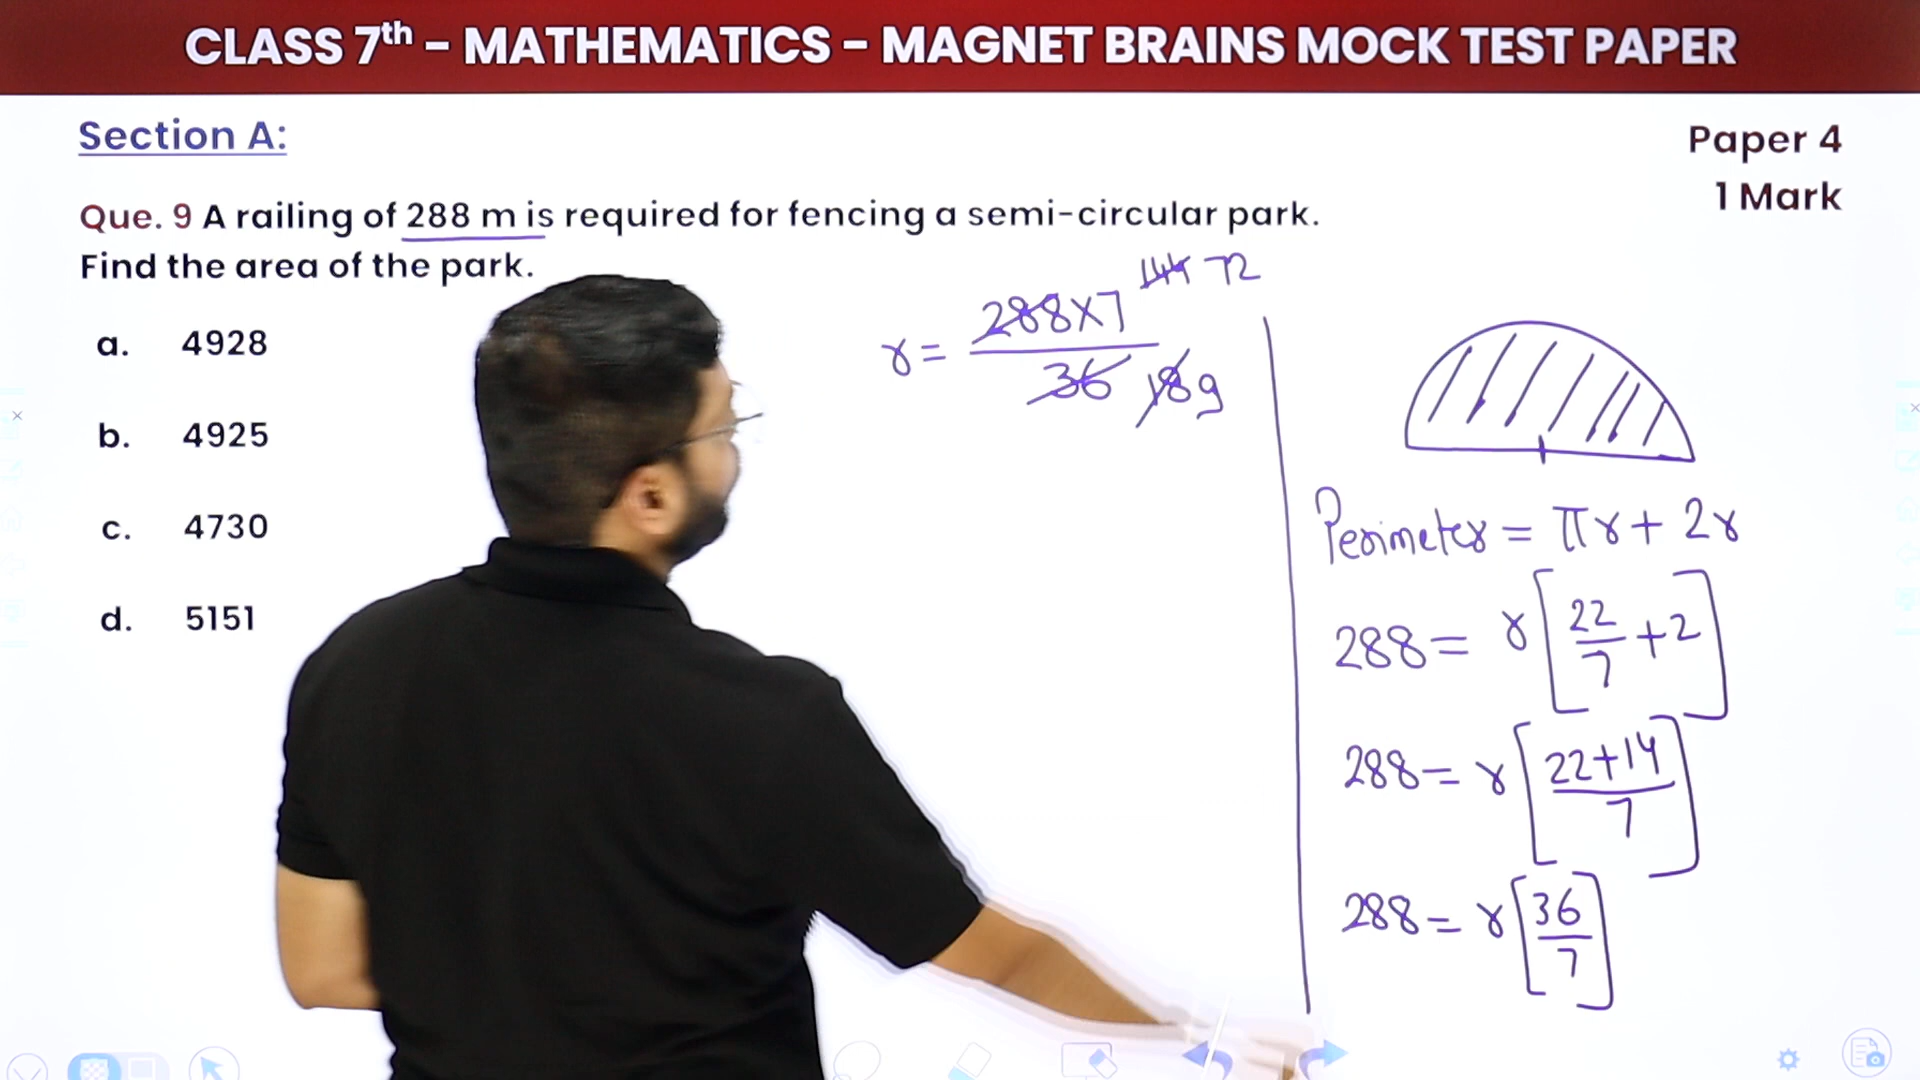 CLASS 7th – MATHEMATICS – MAGNET BRAINS MOCK TEST PAPER
Section A:
Paper 4
1 Mark
Que. 9 A railing of 288 m is required for fencing a semi-circular park.
Find the area of the park.
a. 4928
b. 4925
c. 4730
d. 5151
144 72
r = 288×7 / 36 18 9
Perimeter = πr + 2r
288 = r [22/7 + 2]
288 = r [22+14/7]
288 = r [36/7]